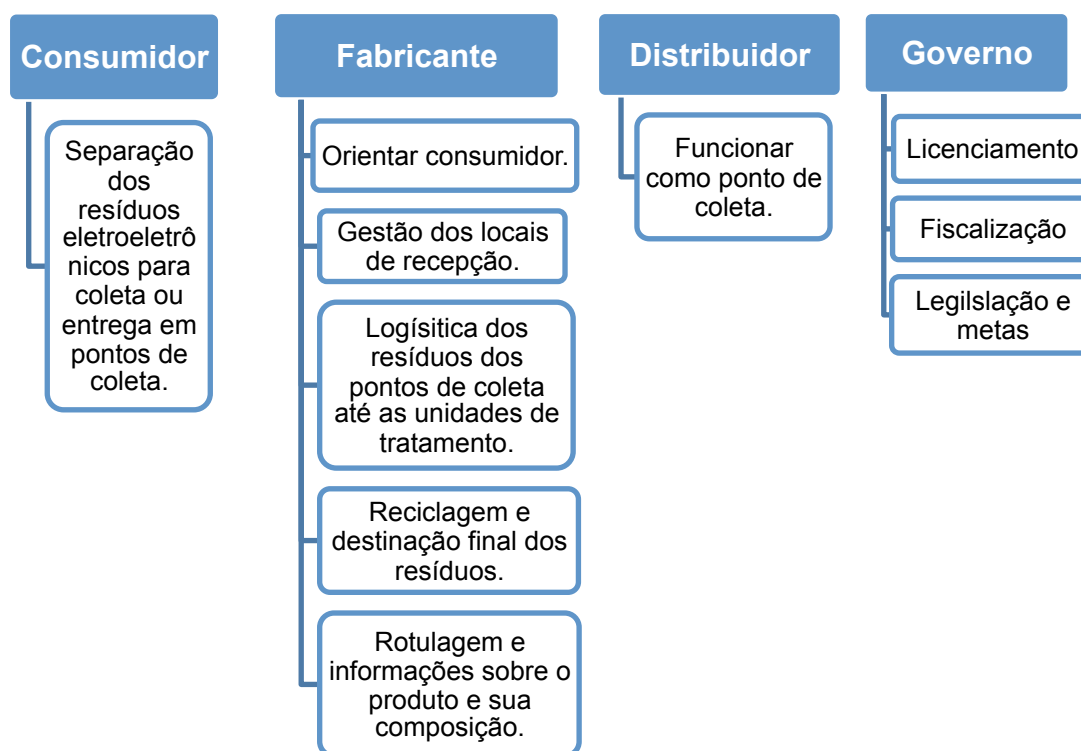 Consumidor
Separação
dos
resíduos
eletroeletrô
nicos para
coleta ou
entrega em
pontos de
coleta.
Fabricante
Orientar consumidor.
Gestão dos locais
de recepção.
Logísitica dos
resíduos dos
pontos de coleta
até as unidades de
tratamento.
Reciclagem e
destinação final dos
resíduos.
Rotulagem e
informações sobre o
produto e sua
composição.
Distribuidor
Funcionar
como ponto de
coleta.
Governo
Licenciamento
Fiscalização
Legilslação e
metas